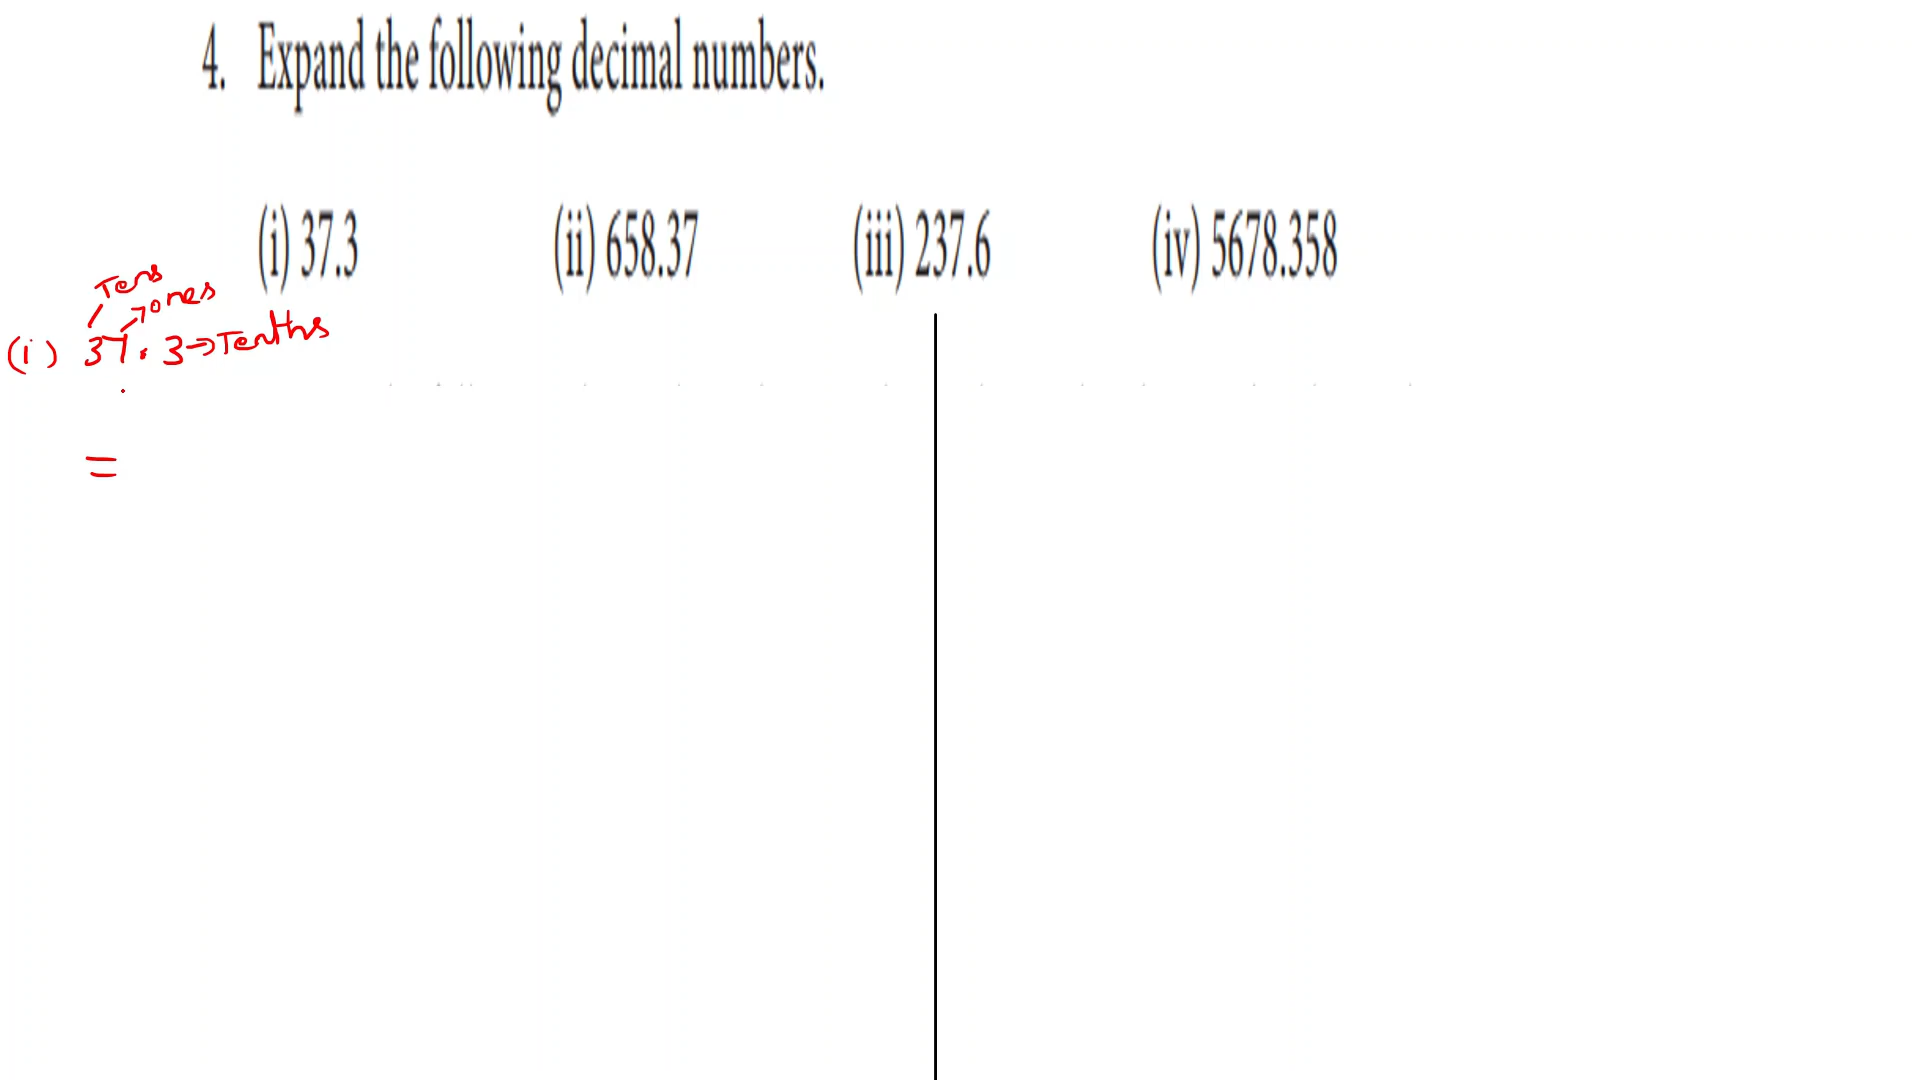 4. Expand the following decimal numbers.
(i) 37.3 (ii) 658.37 (iii) 237.6 (iv) 5678.358
Tens
ones
(i) 37.3→Tenths
=